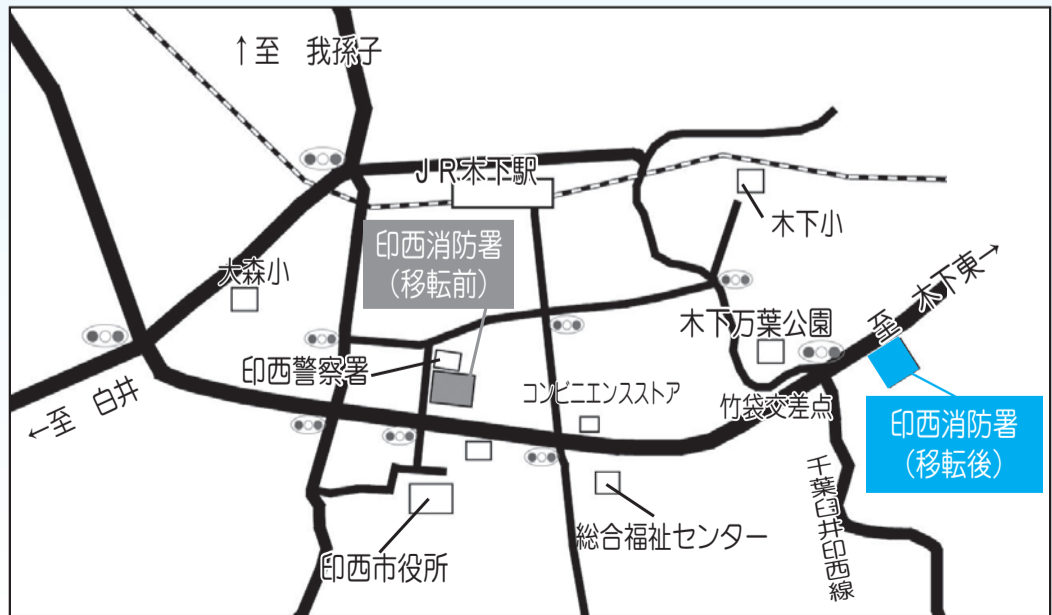 ↑至　我孫子
ＪＲ木下駅
木下小
印西消防署
（移転前）
大森小
至　木下東→
木下万葉公園
印西警察署
コンビニエンスストア
竹袋交差点
←至　白井
印西消防署
（移転後）
千葉臼井印西線
総合福祉センター
印西市役所